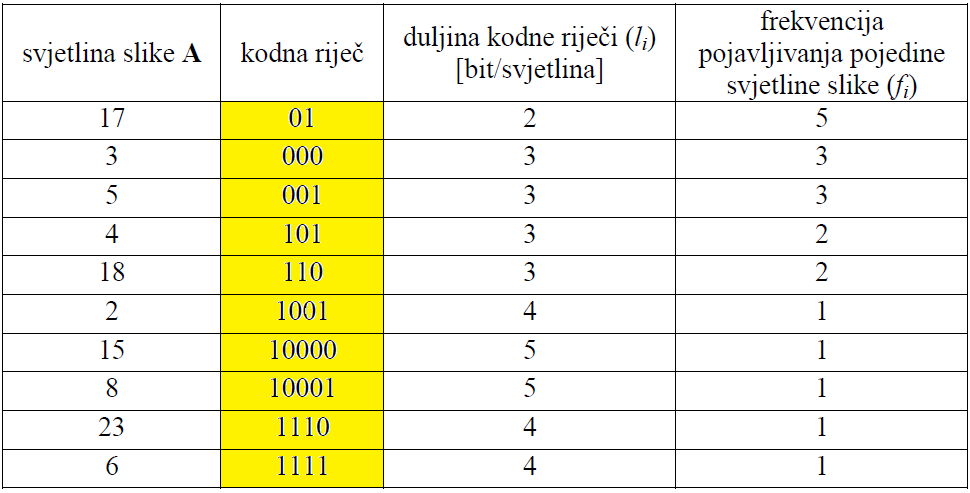 svjetlina slike A kodna riječ duljina kodne riječi (li) [bit/svjetlina] frekvencija pojavljivanja pojedine svjetline slike (fi)
17 01 2 5
3 000 3 3
5 001 3 3
4 101 3 2
18 110 3 2
2 1001 4 1
15 10000 5 1
8 10001 5 1
23 1110 4 1
6 1111 4 1